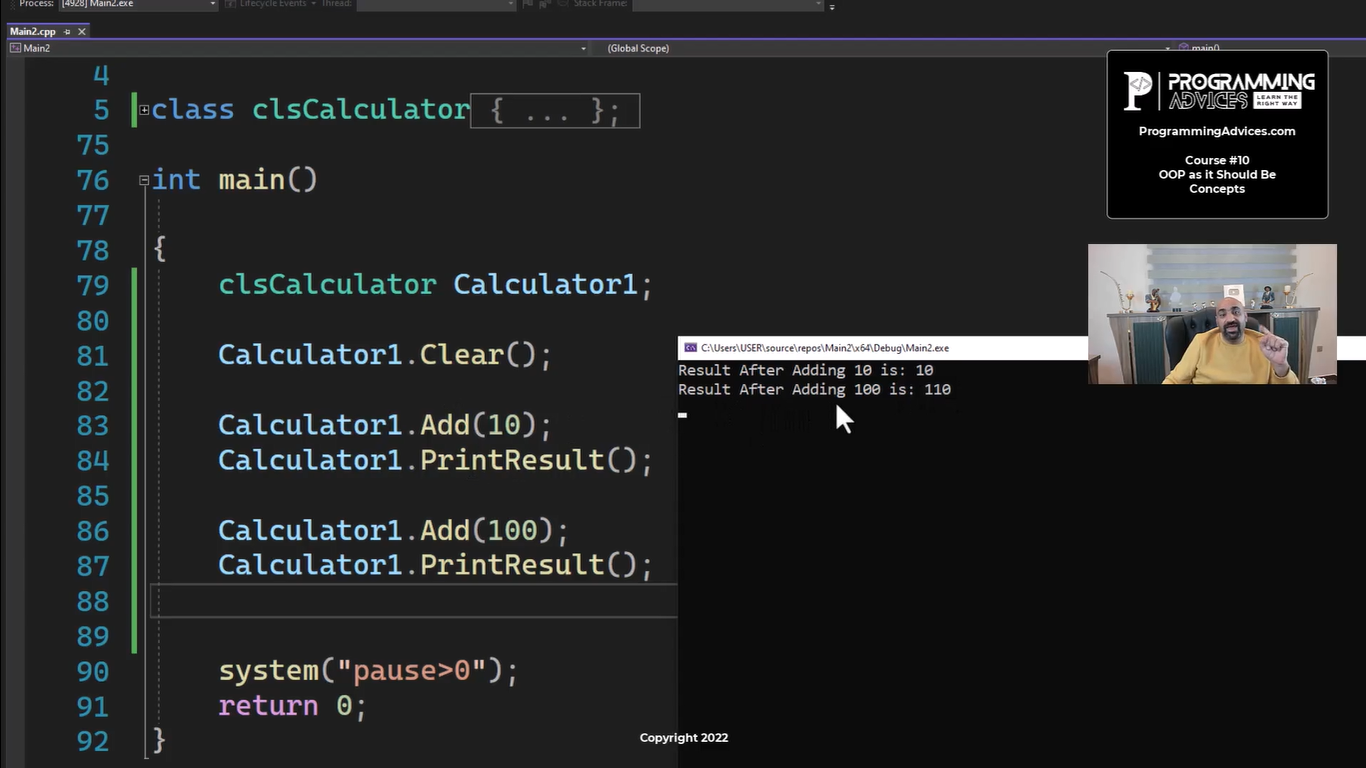 Process: [4928] Main2.exe Lifecycle Events Thread: Stack Frame:
Main2.cpp
Main2 (Global Scope) main()
4
5 class clsCalculator { ... };
75
76 int main()
77
78 {
79 clsCalculator Calculator1;
80
81 Calculator1.Clear();
82
83 Calculator1.Add(10);
84 Calculator1.PrintResult();
85
86 Calculator1.Add(100);
87 Calculator1.PrintResult();
88
89
90 system("pause>0");
91 return 0;
92 }
PROGRAMMING
ADVICES LEARN THE
RIGHT WAY
ProgrammingAdvices.com
Course #10
OOP as it Should Be
Concepts
C:\Users\USER\source\repos\Main2\x64\Debug\Main2.exe
Result After Adding 10 is: 10
Result After Adding 100 is: 110
Copyright 2022